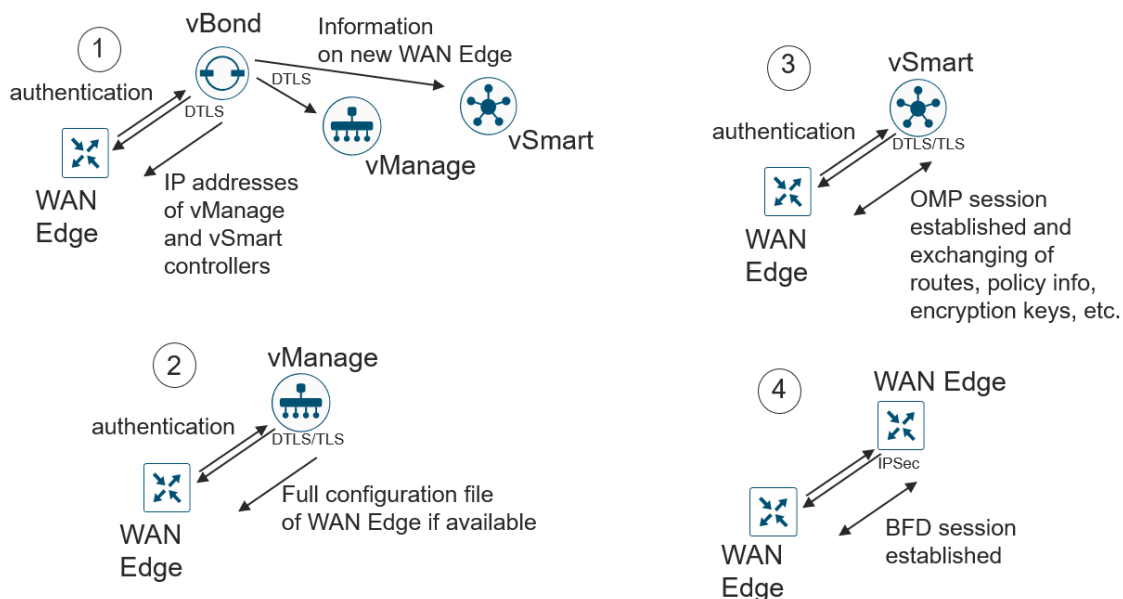 1
vBond
authentication
DTLS
WAN
Edge
IP addresses
of vManage
and vSmart
controllers
Information
on new WAN Edge
DTLS
vManage
vSmart
2
vManage
authentication
DTLS/TLS
WAN
Edge
Full configuration file
of WAN Edge if available
3
vSmart
authentication
DTLS/TLS
WAN
Edge
OMP session
established and
exchanging of
routes, policy info,
encryption keys, etc.
4
WAN Edge
IPSec
WAN
Edge
BFD session
established